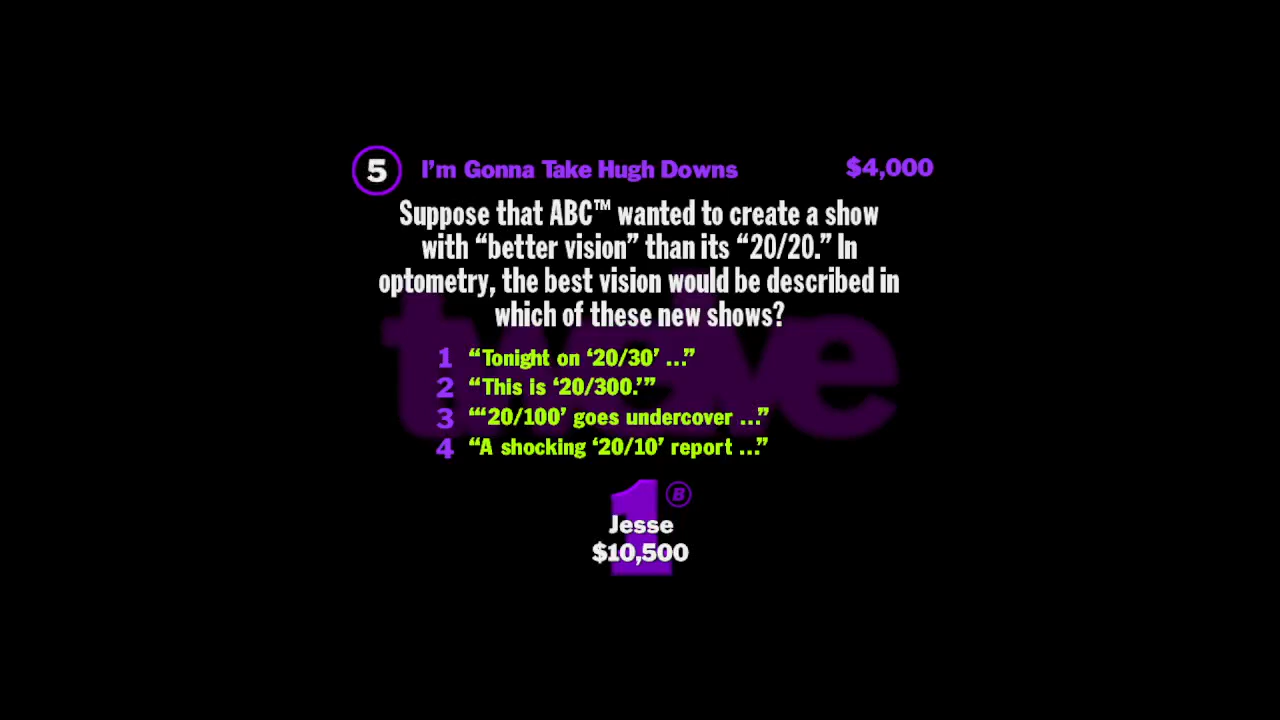 5 I'm Gonna Take Hugh Downs $4,000
Suppose that ABC™ wanted to create a show
with “better vision” than its “20/20.” In
optometry, the best vision would be described in
which of these new shows?
1 “Tonight on ‘20/30’ ...”
2 “This is ‘20/300.’”
3 “‘20/100’ goes undercover ...”
4 “A shocking ‘20/10’ report ...”
twelve
1 B
Jesse
$10,500